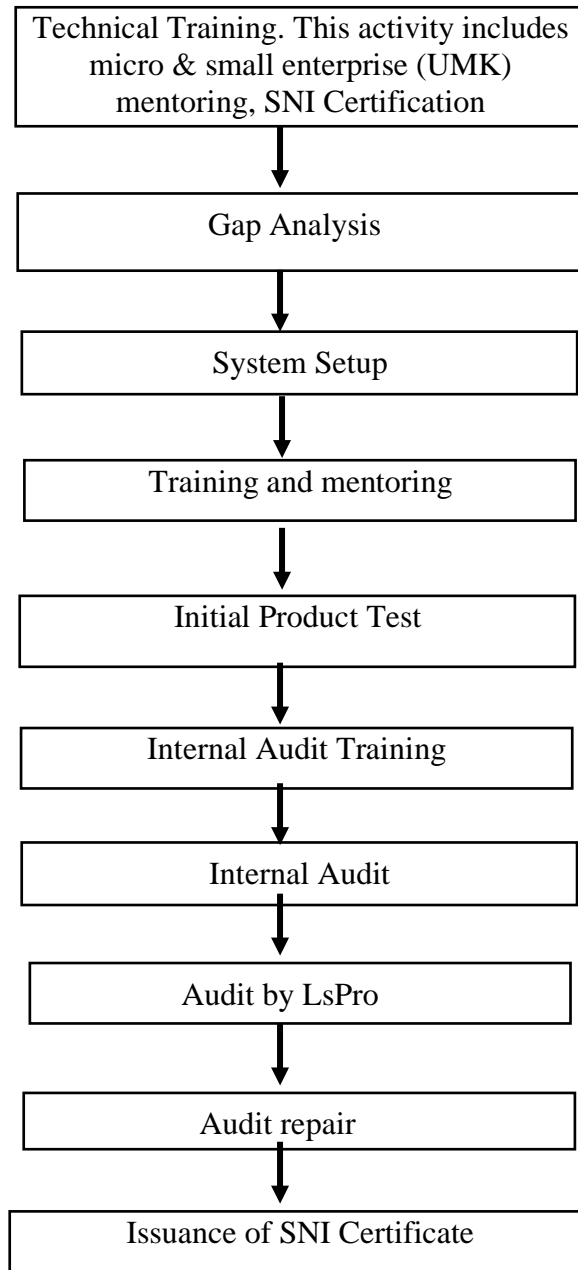 Technical Training. This activity includes
micro & small enterprise (UMK)
mentoring, SNI Certification
Gap Analysis
System Setup
Training and mentoring
Initial Product Test
Internal Audit Training
Internal Audit
Audit by LsPro
Audit repair
Issuance of SNI Certificate